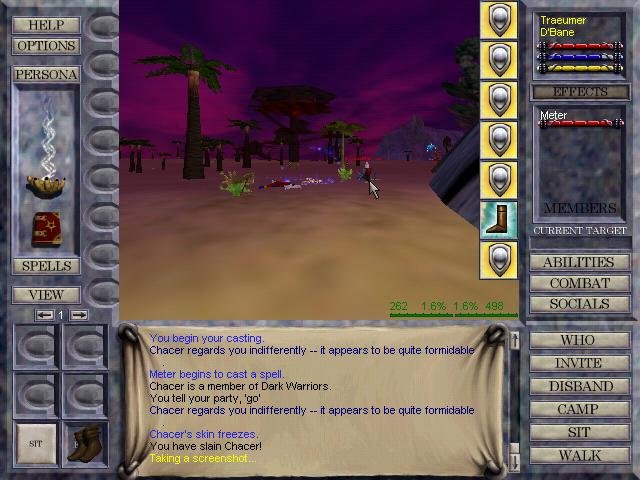 HELP
OPTIONS
PERSONA
SPELLS
VIEW
1
SIT
262 1.6% 1.6% 498
You begin your casting.
Chacer regards you indifferently -- it appears to be quite formidable
.
Meter begins to cast a spell.
Chacer is a member of Dark Warriors.
You tell your party, 'go'
Chacer regards you indifferently -- it appears to be quite formidable
.
Chacer's skin freezes.
You have slain Chacer!
Taking a screenshot...
Traeumer
D'Bane
EFFECTS
Meter
MEMBERS
CURRENT TARGET
ABILITIES
COMBAT
SOCIALS
WHO
INVITE
DISBAND
CAMP
SIT
WALK